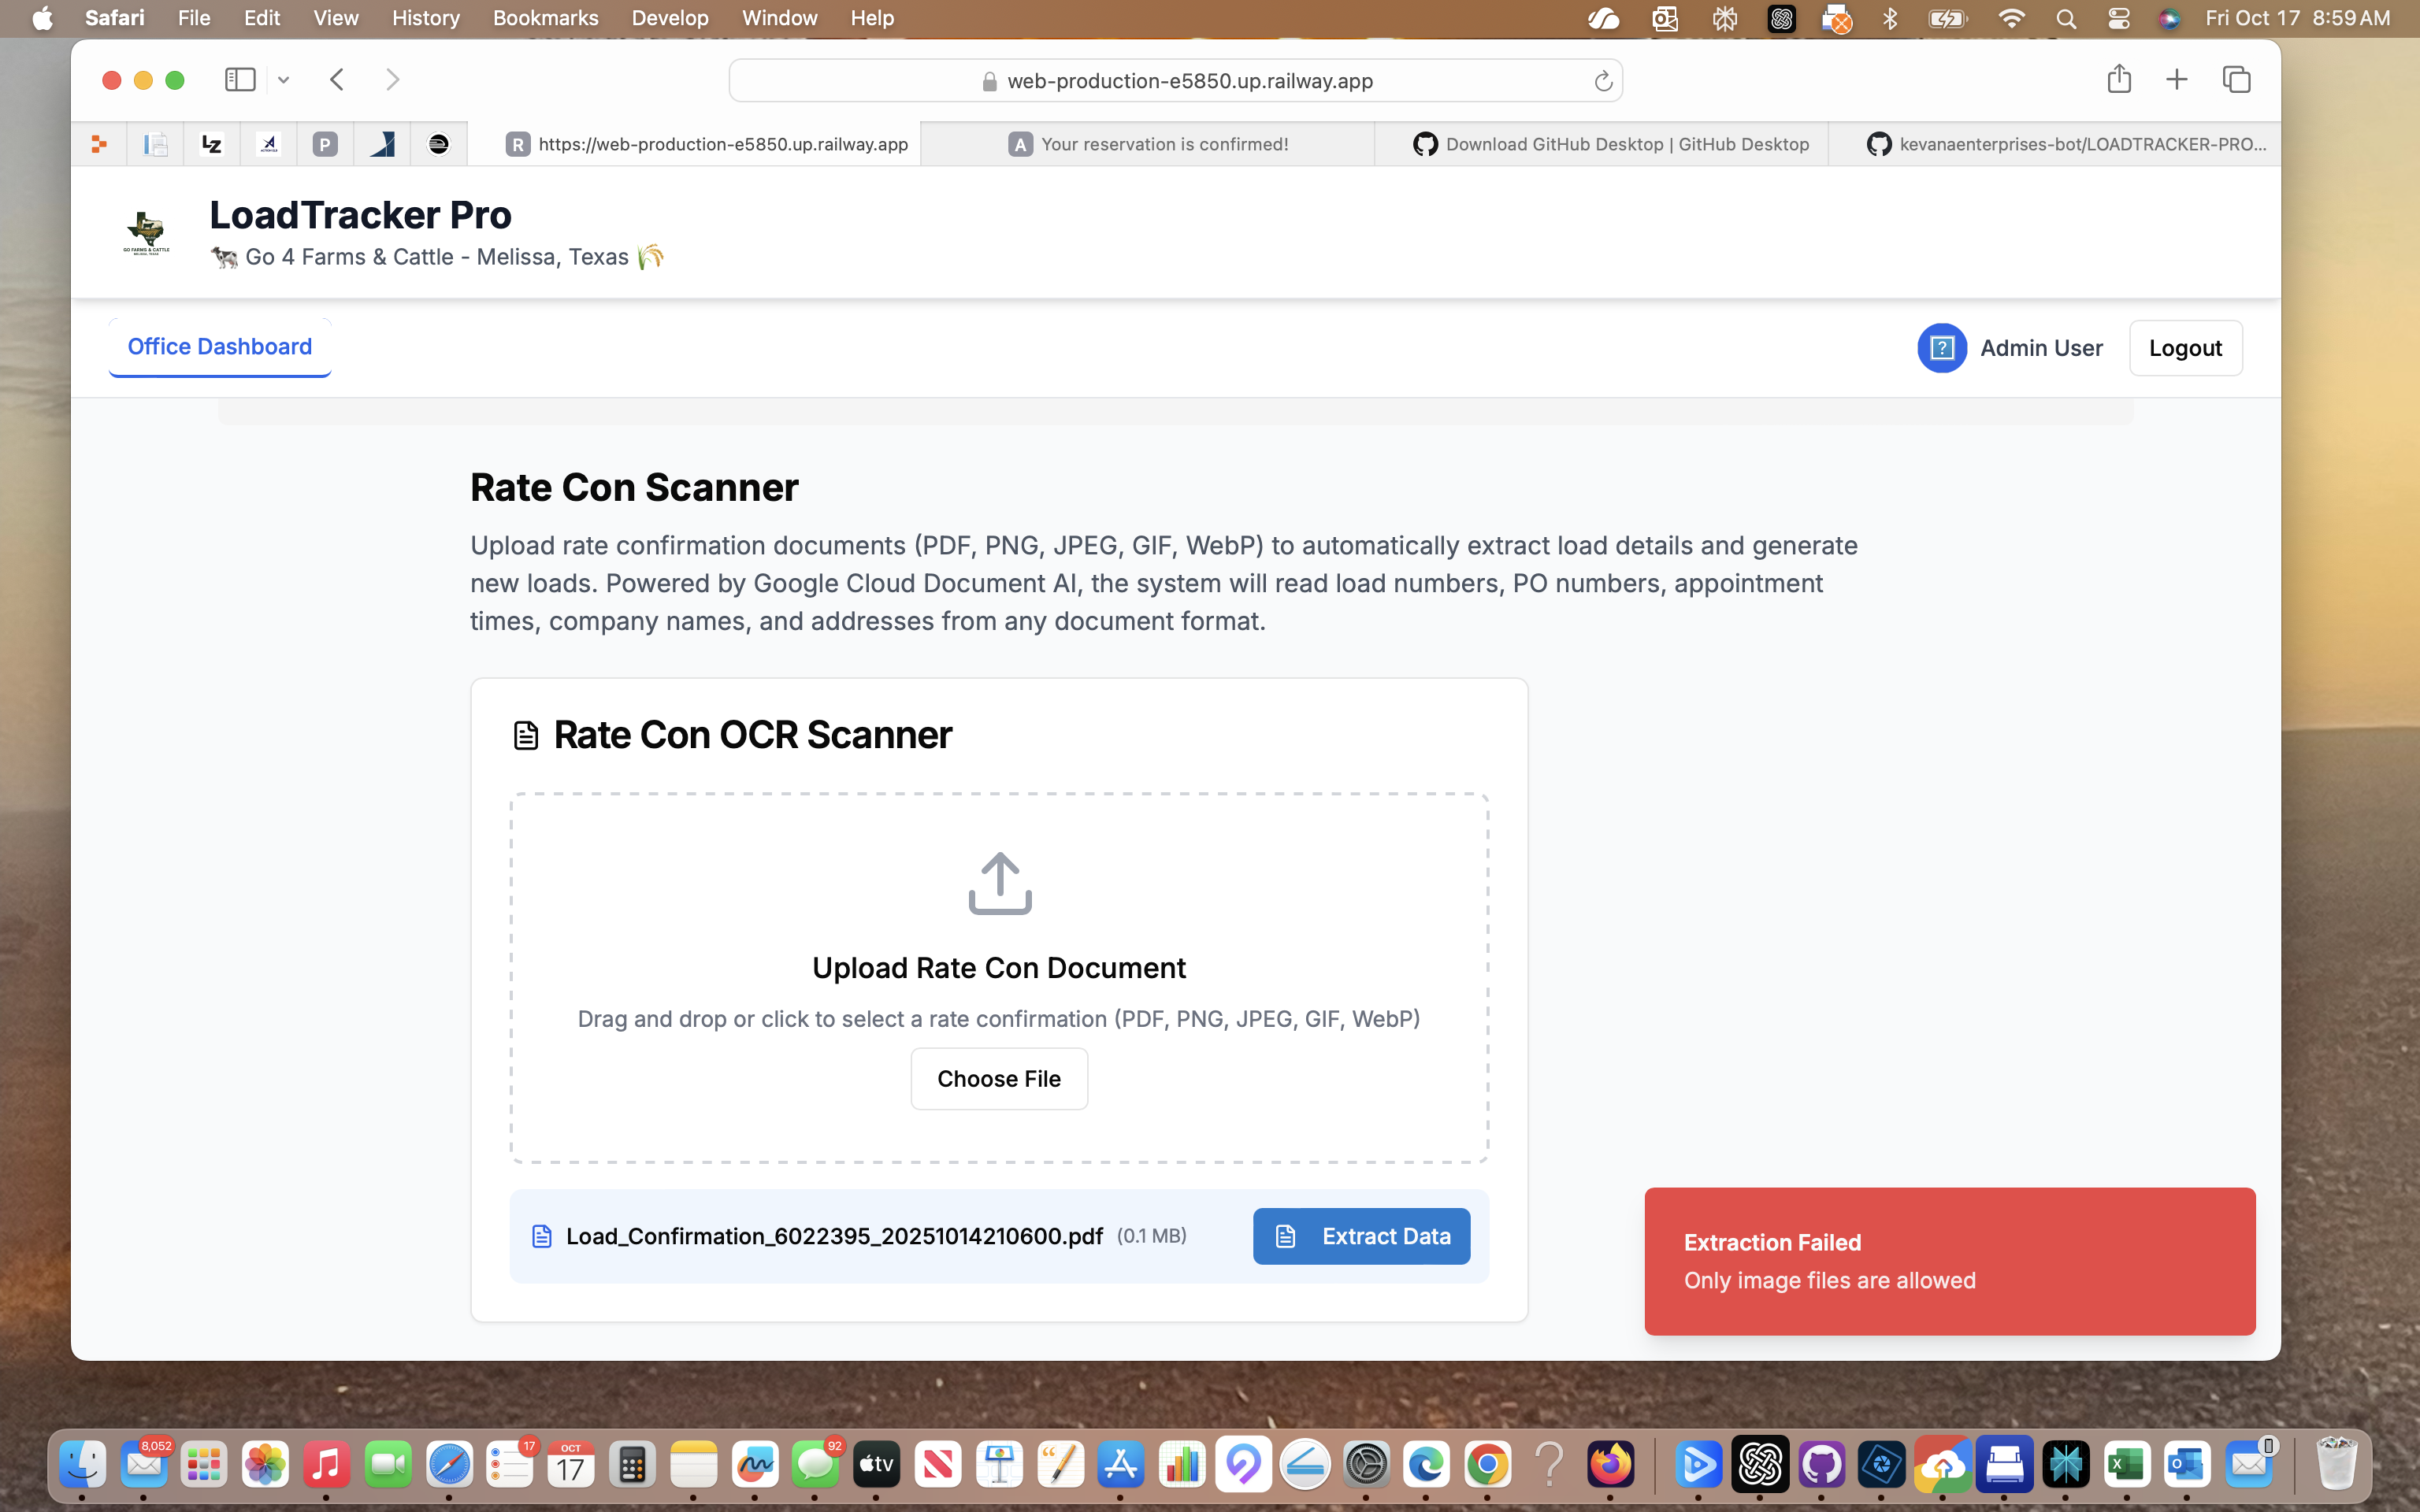 Safari File Edit View History Bookmarks Develop Window Help Fri Oct 17 8:59 AM
web-production-e5850.up.railway.app
LZ P R https://web-production-e5850.up.railway.app A Your reservation is confirmed! Download GitHub Desktop | GitHub Desktop kevanaenterprises-bot/LOADTRACKER-PRO...
LoadTracker Pro
GO FARMS & CATTLE
MELISSA, TEXAS
🐄 Go 4 Farms & Cattle - Melissa, Texas 🌾
Office Dashboard ? Admin User Logout
Rate Con Scanner
Upload rate confirmation documents (PDF, PNG, JPEG, GIF, WebP) to automatically extract load details and generate
new loads. Powered by Google Cloud Document AI, the system will read load numbers, PO numbers, appointment
times, company names, and addresses from any document format.
Rate Con OCR Scanner
Upload Rate Con Document
Drag and drop or click to select a rate confirmation (PDF, PNG, JPEG, GIF, WebP)
Choose File
Load_Confirmation_6022395_20251014210600.pdf (0.1 MB) Extract Data
Extraction Failed
Only image files are allowed
8,052 17 OCT 17 92 tv